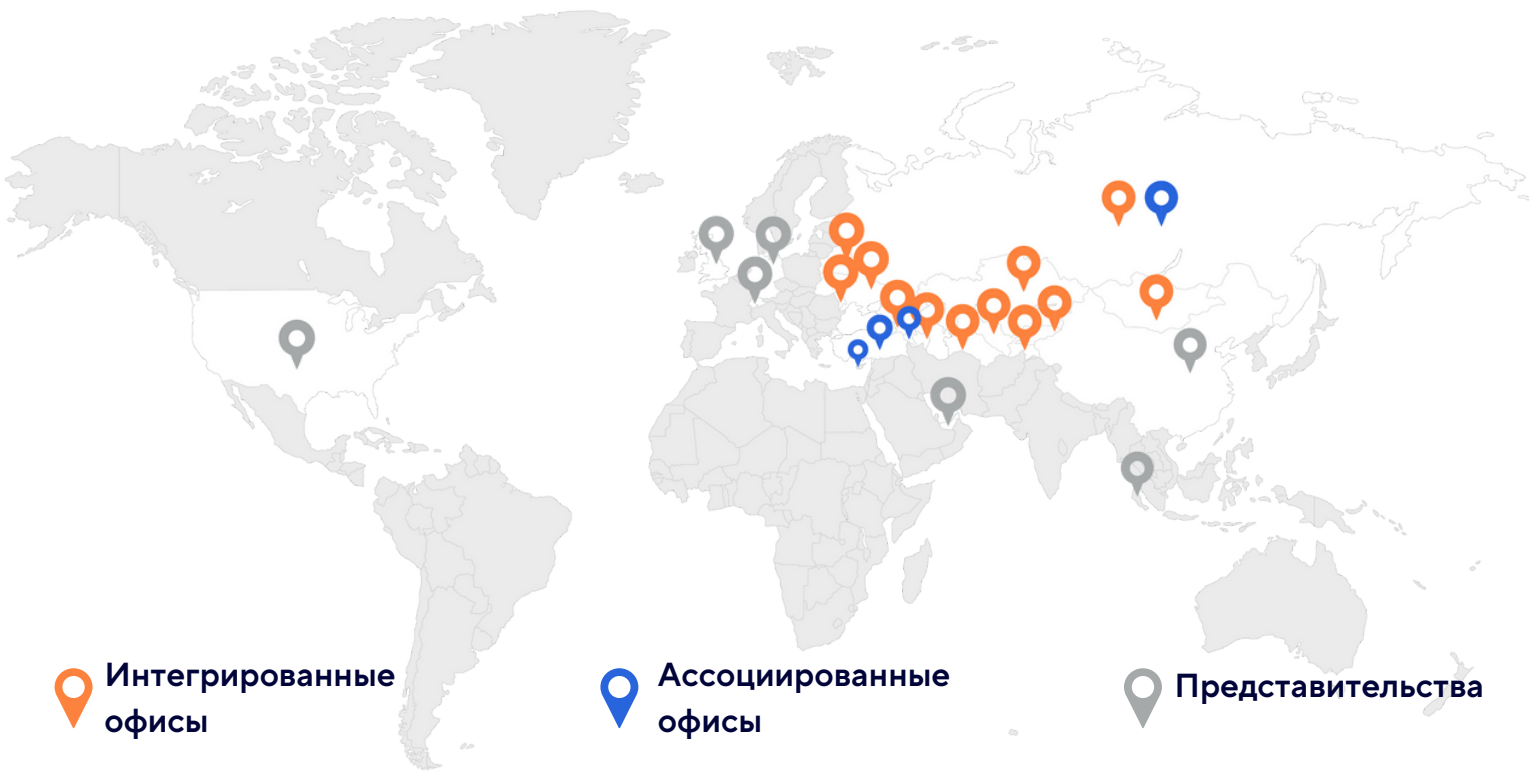 Интегрированные
офисы
Ассоциированные
офисы
Представительства